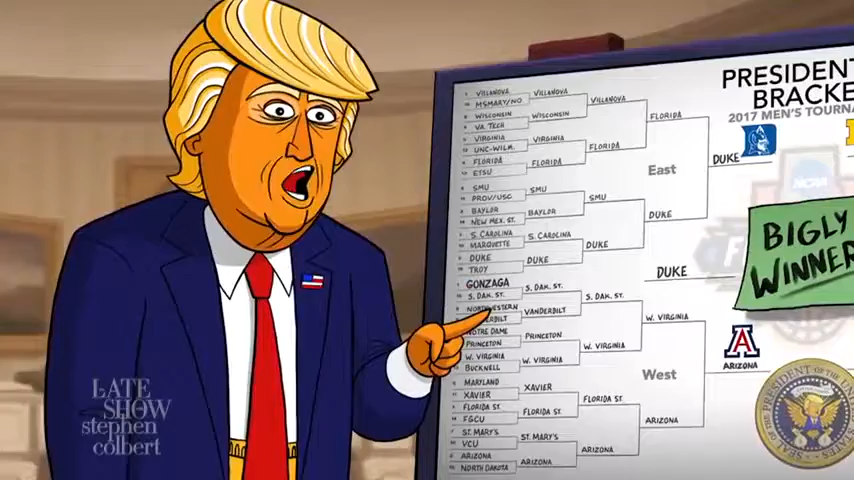 PRESIDENT
BRACKE
2017 MEN'S TOURNA
VILLANOVA
MSMARY/NO
WISCONSIN
VA. TECH
VIRGINIA
UNC-WILM.
FLORIDA
ETSU
SMU
PROV/USC
BAYLOR
NEW MEX. ST.
S. CAROLINA
MARQUETTE
DUKE
TROY
GONZAGA
S. DAK. ST.
NORTHWESTERN
NOTRE DAME
PRINCETON
W. VIRGINIA
BUCKNELL
MARYLAND
XAVIER
FLORIDA ST.
FGCU
ST. MARY'S
VCU
ARIZONA
NORTH DAKOTA
VILLANOVA
WISCONSIN
VIRGINIA
FLORIDA
SMU
BAYLOR
S. CAROLINA
DUKE
S. DAK. ST.
VANDERBILT
PRINCETON
W. VIRGINIA
XAVIER
FLORIDA ST.
ST. MARY'S
ARIZONA
VILLANOVA
FLORIDA
SMU
DUKE
S. DAK. ST.
W. VIRGINIA
FLORIDA ST.
ARIZONA
FLORIDA
East
DUKE
W. VIRGINIA
West
ARIZONA
DUKE
DUKE
A
ARIZONA
NCAA
BIGLY
WINNER
LATE
SHOW
stephen
colbert